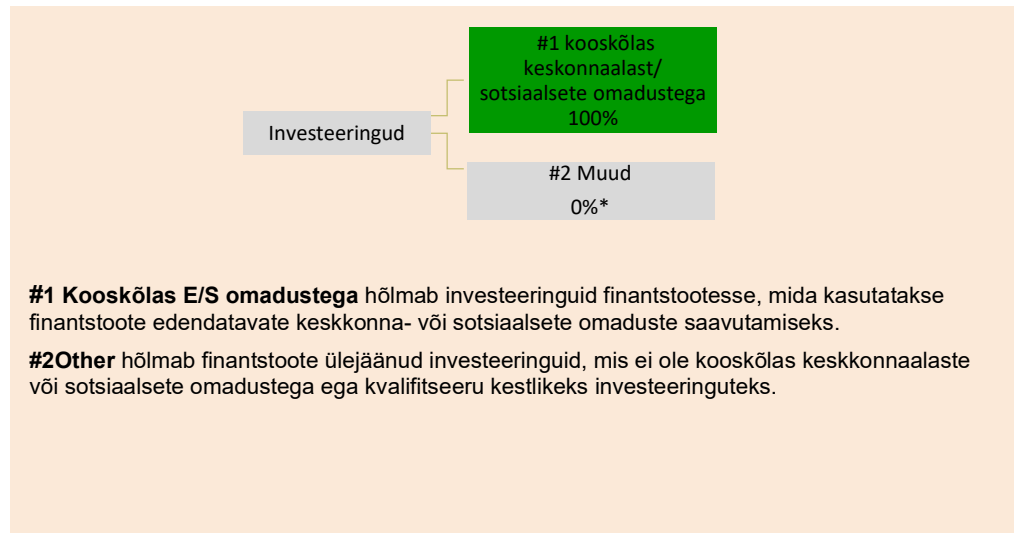 #1 kooskõlas
keskonnaalast/
sotsiaalsete omadustega
100%
Investeeringud
#2 Muud
0%*
#1 Kooskõlas E/S omadustega hõlmab investeeringuid finantstootesse, mida kasutatakse
finantstoote edendatavate keskkonna- või sotsiaalsete omaduste saavutamiseks.
#2Other hõlmab finantstoote ülejäänud investeeringuid, mis ei ole kooskõlas keskkonnaalaste
või sotsiaalsete omadustega ega kvalifitseeru kestlikeks investeeringuteks.